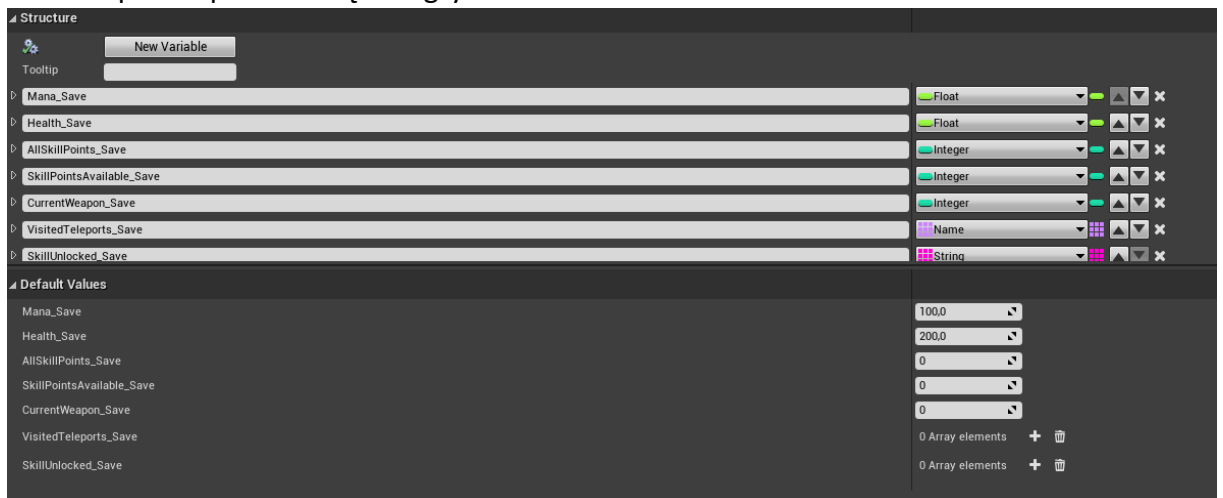 Structure
New Variable
Tooltip
Mana_Save Float
Health_Save Float
AllSkillPoints_Save Integer
SkillPointsAvailable_Save Integer
CurrentWeapon_Save Integer
VisitedTeleports_Save Name
SkillUnlocked_Save String
Default Values
Mana_Save 100,0
Health_Save 200,0
AllSkillPoints_Save 0
SkillPointsAvailable_Save 0
CurrentWeapon_Save 0
VisitedTeleports_Save 0 Array elements
SkillUnlocked_Save 0 Array elements